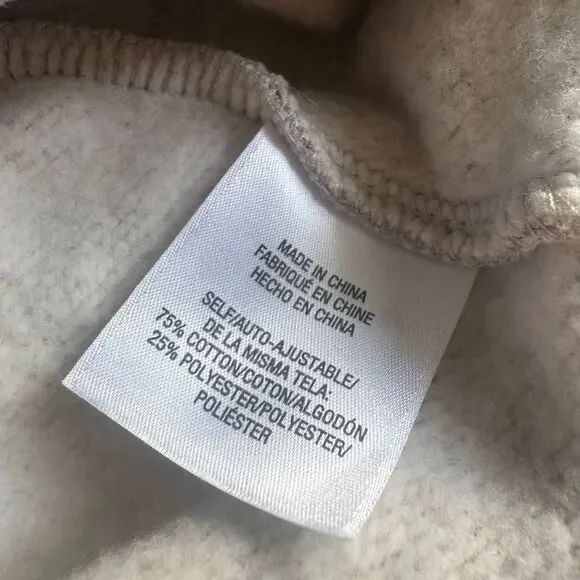 MADE IN CHINA
FABRIQUÉ EN CHINE
HECHO EN CHINA
SELF/AUTO-AJUSTABLE/
DE LA MISMA TELA:
75% COTTON/COTON/ALGODÓN
25% POLYESTER/POLYESTER/
POLIÉSTER